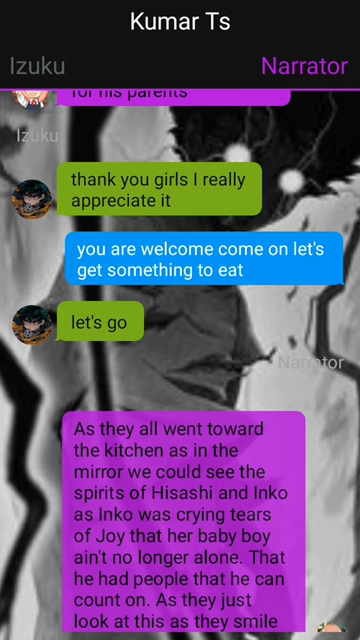 Kumar Ts
Izuku
Narrator
for his parents
Izuku
thank you girls I really
appreciate it
you are welcome come on let's
get something to eat
let's go
Narrator
As they all went toward
the kitchen as in the
mirror we could see the
spirits of Hisashi and Inko
as Inko was crying tears
of Joy that her baby boy
ain't no longer alone. That
he had people that he can
count on. As they just
look at this as they smile